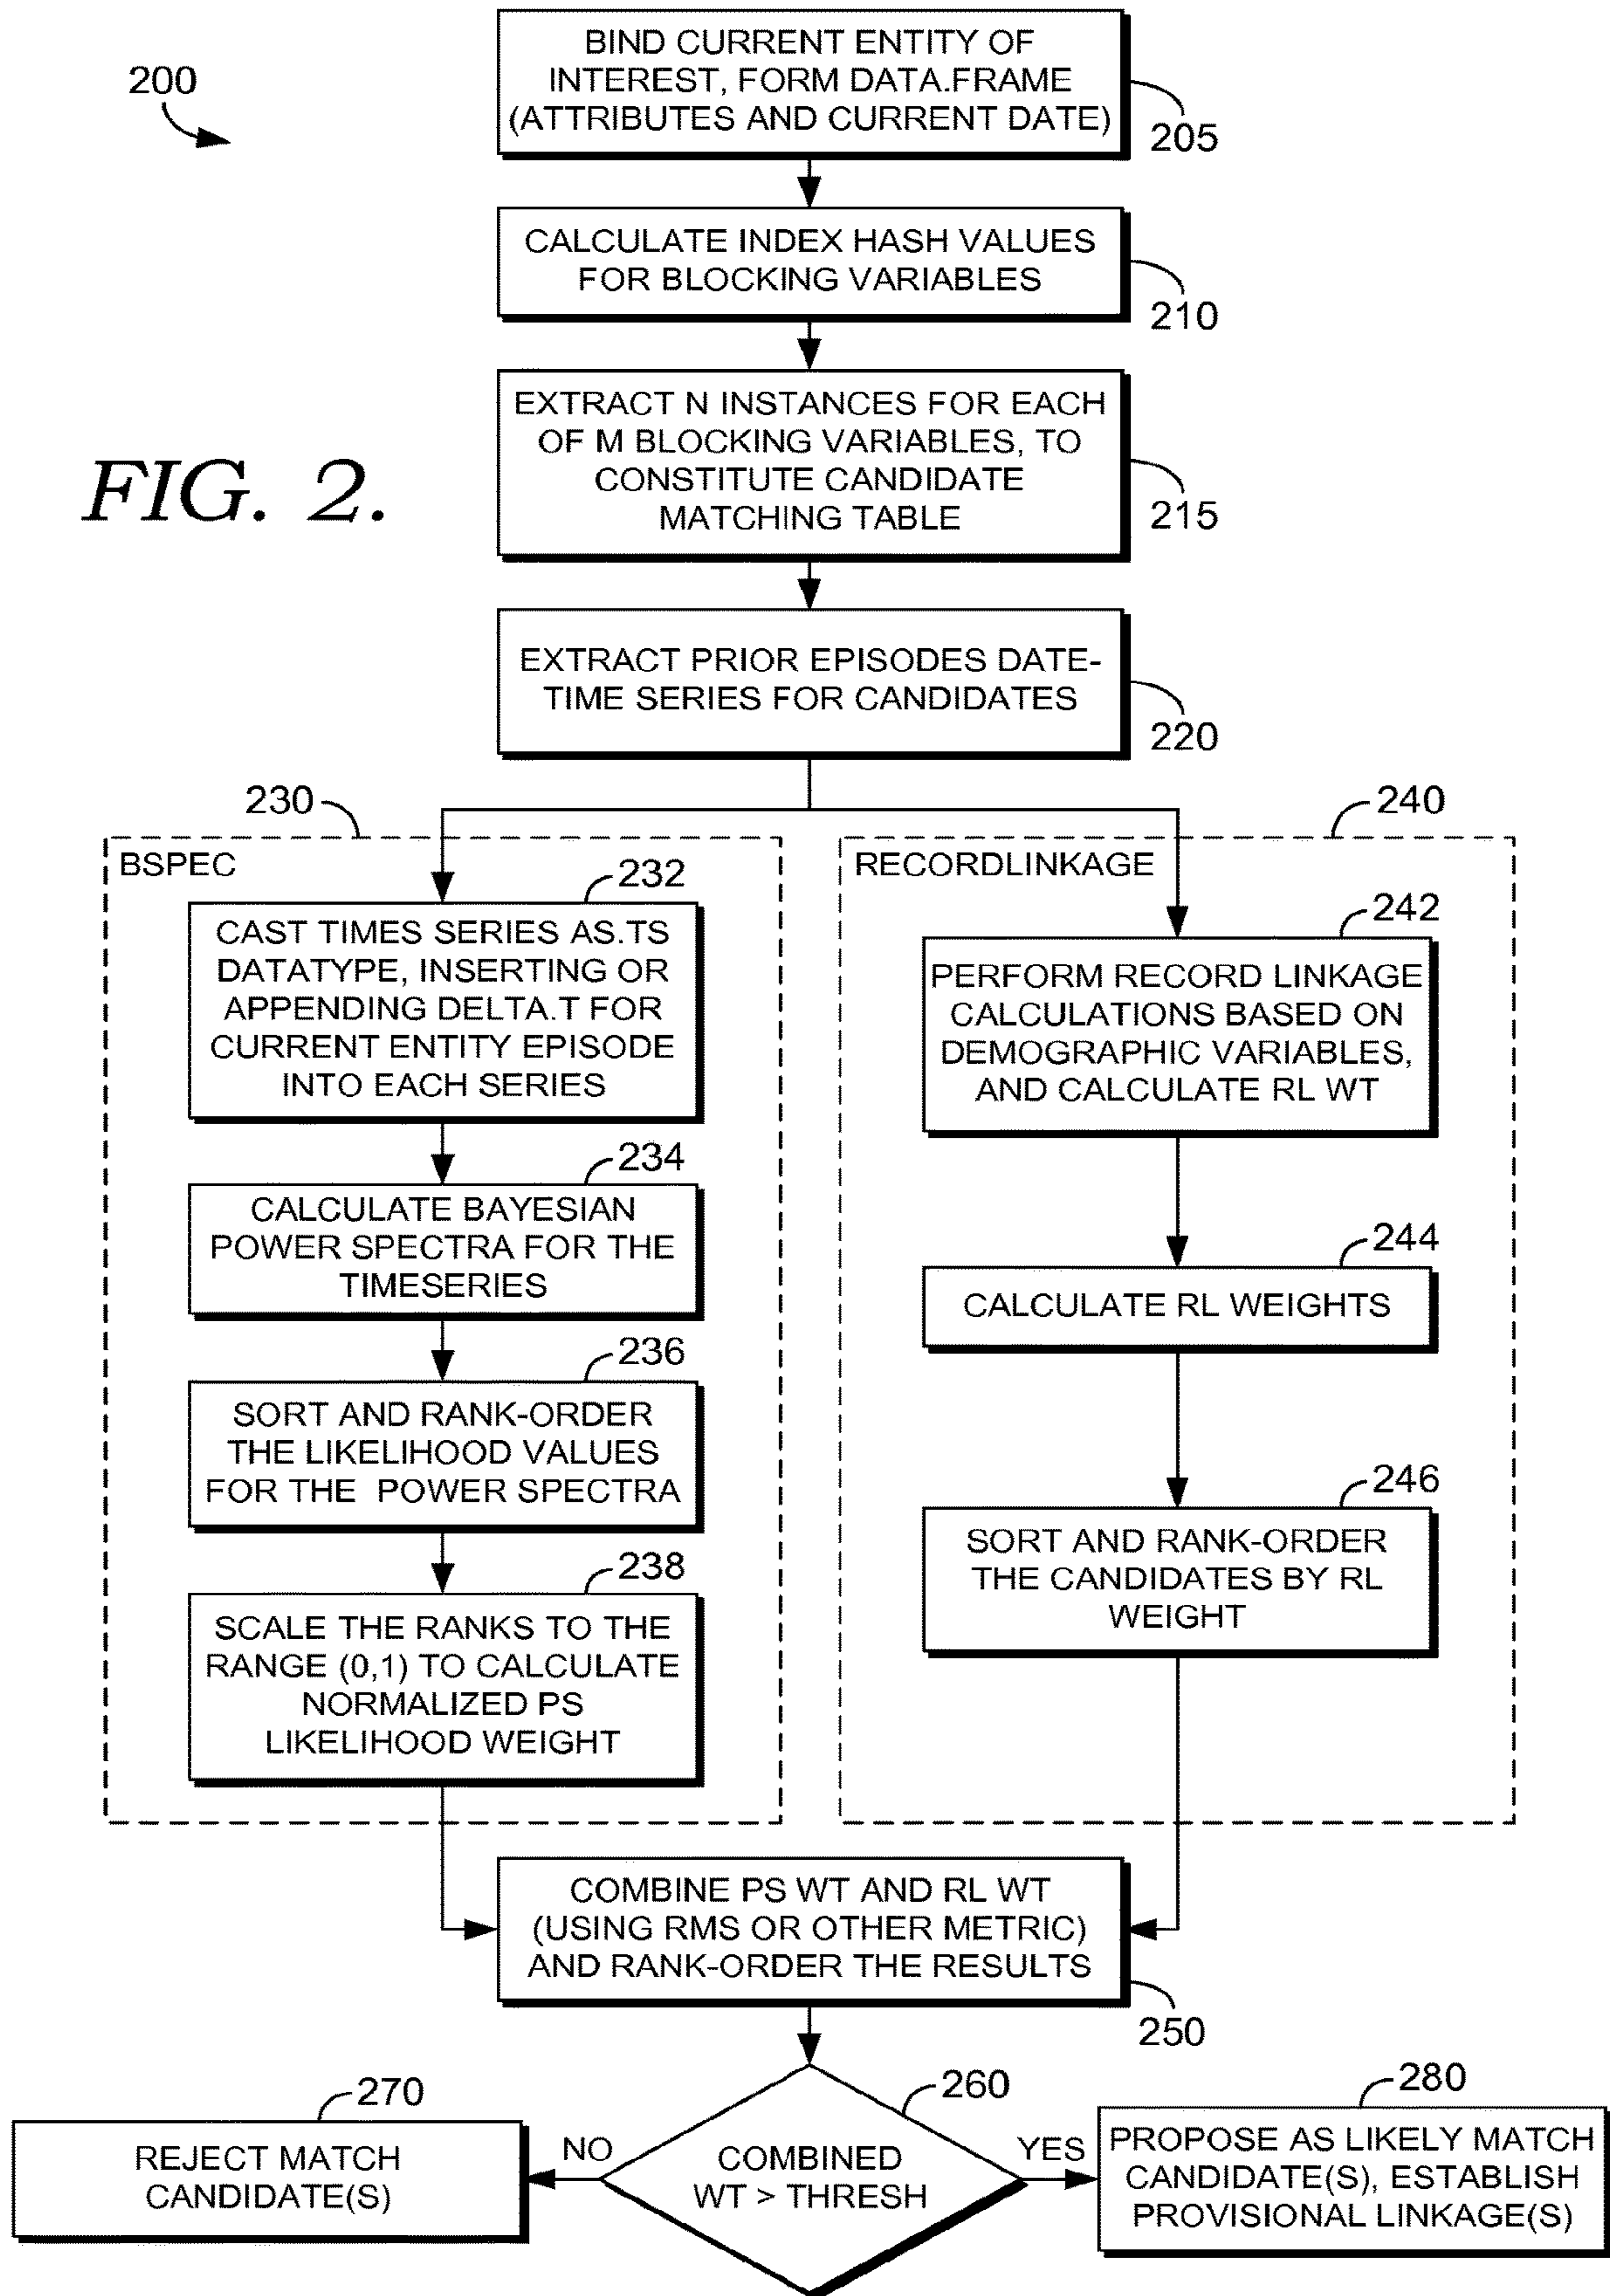 200
BIND CURRENT ENTITY OF
INTEREST, FORM DATA.FRAME
(ATTRIBUTES AND CURRENT DATE)
205
CALCULATE INDEX HASH VALUES
FOR BLOCKING VARIABLES
210
FIG. 2.
EXTRACT N INSTANCES FOR EACH
OF M BLOCKING VARIABLES, TO
CONSTITUTE CANDIDATE
MATCHING TABLE
215
EXTRACT PRIOR EPISODES DATE-
TIME SERIES FOR CANDIDATES
220
230
BSPEC
232
CAST TIMES SERIES AS.TS
DATATYPE, INSERTING OR
APPENDING DELTA.T FOR
CURRENT ENTITY EPISODE
INTO EACH SERIES
234
CALCULATE BAYESIAN
POWER SPECTRA FOR THE
TIMESERIES
236
SORT AND RANK-ORDER
THE LIKELIHOOD VALUES
FOR THE POWER SPECTRA
238
SCALE THE RANKS TO THE
RANGE (0,1) TO CALCULATE
NORMALIZED PS
LIKELIHOOD WEIGHT
240
RECORDLINKAGE
242
PERFORM RECORD LINKAGE
CALCULATIONS BASED ON
DEMOGRAPHIC VARIABLES,
AND CALCULATE RL WT
244
CALCULATE RL WEIGHTS
246
SORT AND RANK-ORDER
THE CANDIDATES BY RL
WEIGHT
COMBINE PS WT AND RL WT
(USING RMS OR OTHER METRIC)
AND RANK-ORDER THE RESULTS
250
260
COMBINED
WT > THRESH
NO
270
REJECT MATCH
CANDIDATE(S)
YES
280
PROPOSE AS LIKELY MATCH
CANDIDATE(S), ESTABLISH
PROVISIONAL LINKAGE(S)